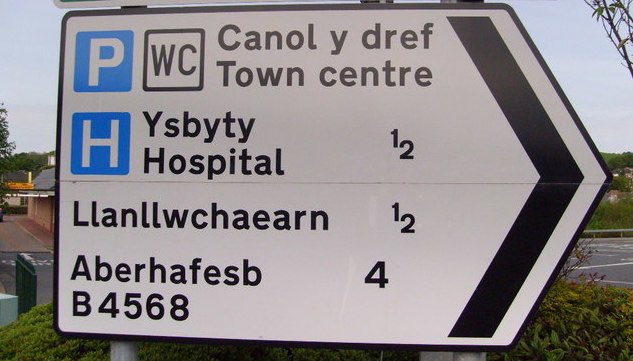 P WC Canol y dref
Town centre
H Ysbyty
Hospital ½
Llanllwchaearn ½
Aberhafesb 4
B4568